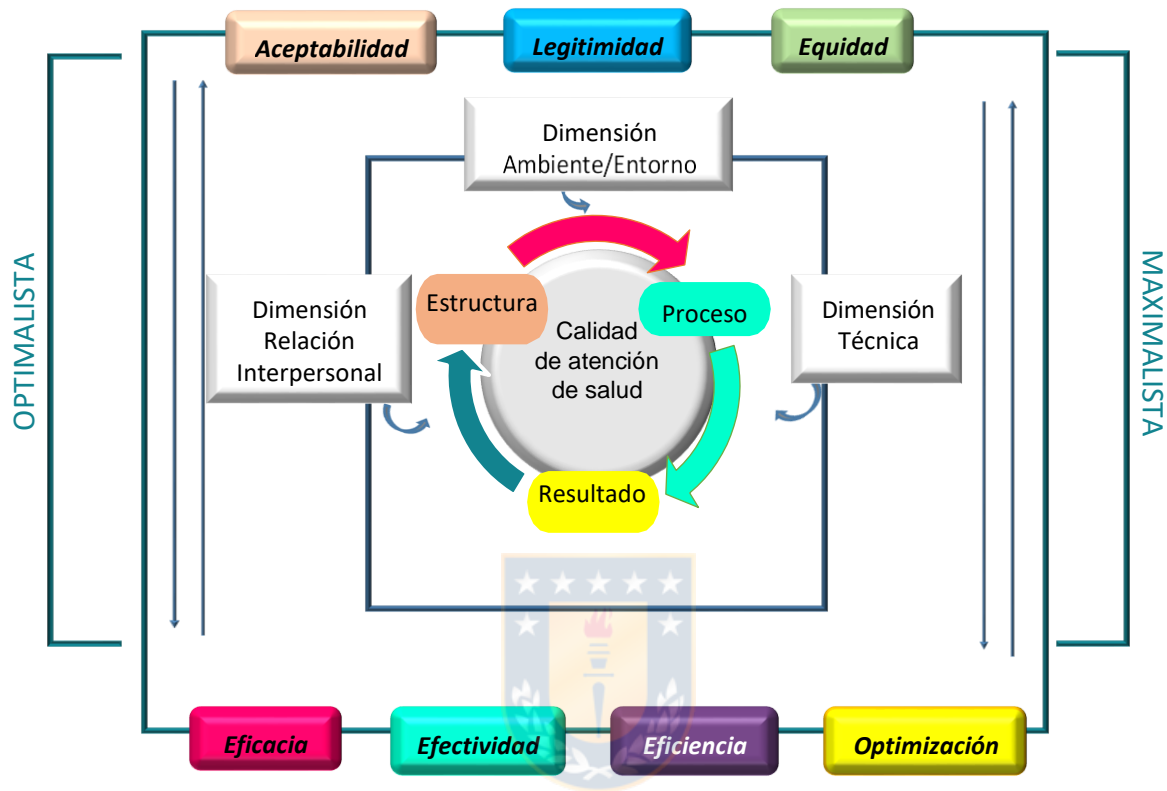 Aceptabilidad
Legitimidad
Equidad
Dimensión
Ambiente/Entorno
OPTIMALISTA
MAXIMALISTA
Dimensión
Relación
Interpersonal
Estructura
Proceso
Dimensión
Técnica
Calidad
de atención
de salud
Resultado
Eficacia
Efectividad
Eficiencia
Optimización